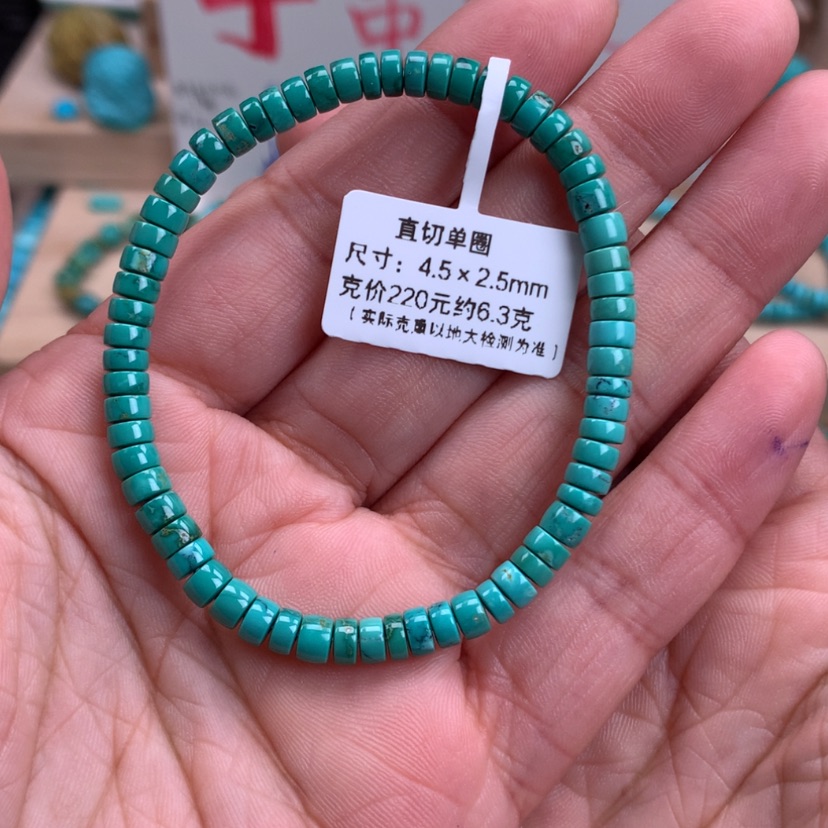 中
直切单圈
尺寸：4.5×2.5mm
克价220元约6.3克
（实际克重以地大检测为准）